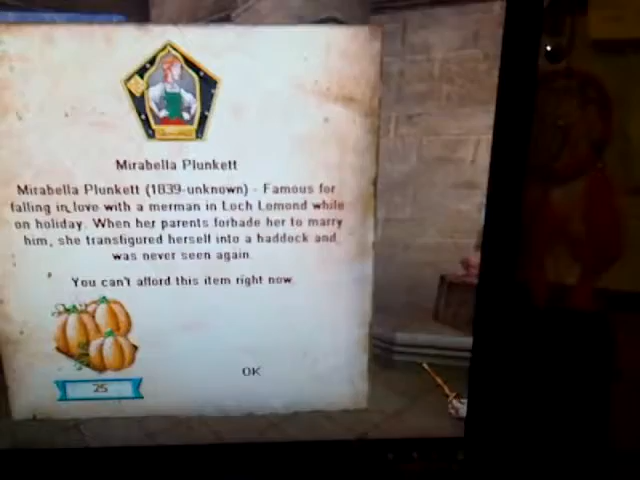 Mirabella Plunkett
Mirabella Plunkett (1839-unknown) - Famous for
falling in love with a merman in Loch Lomond while
on holiday. When her parents forbade her to marry
him, she transfigured herself into a haddock and
was never seen again.
You can't afford this item right now.
OK
25